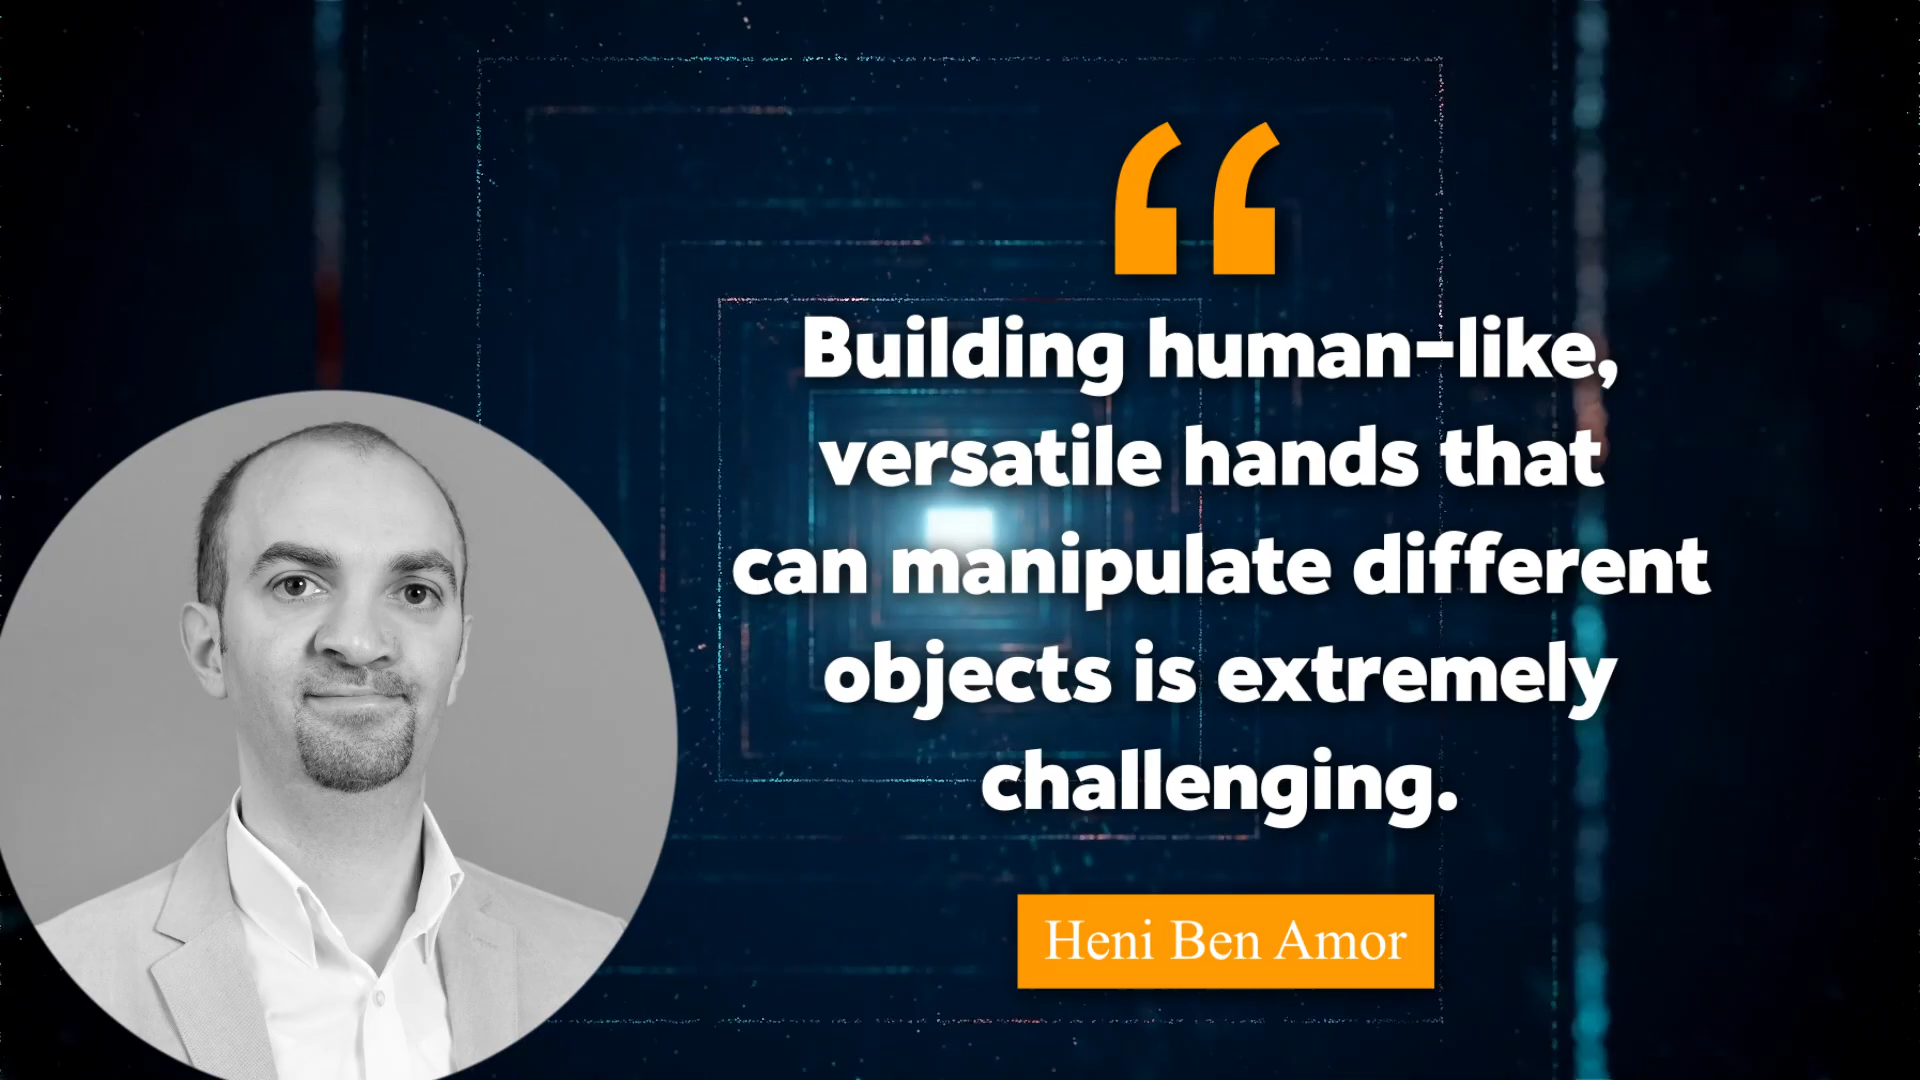 “
Building human-like,
versatile hands that
can manipulate different
objects is extremely
challenging.
Heni Ben Amor